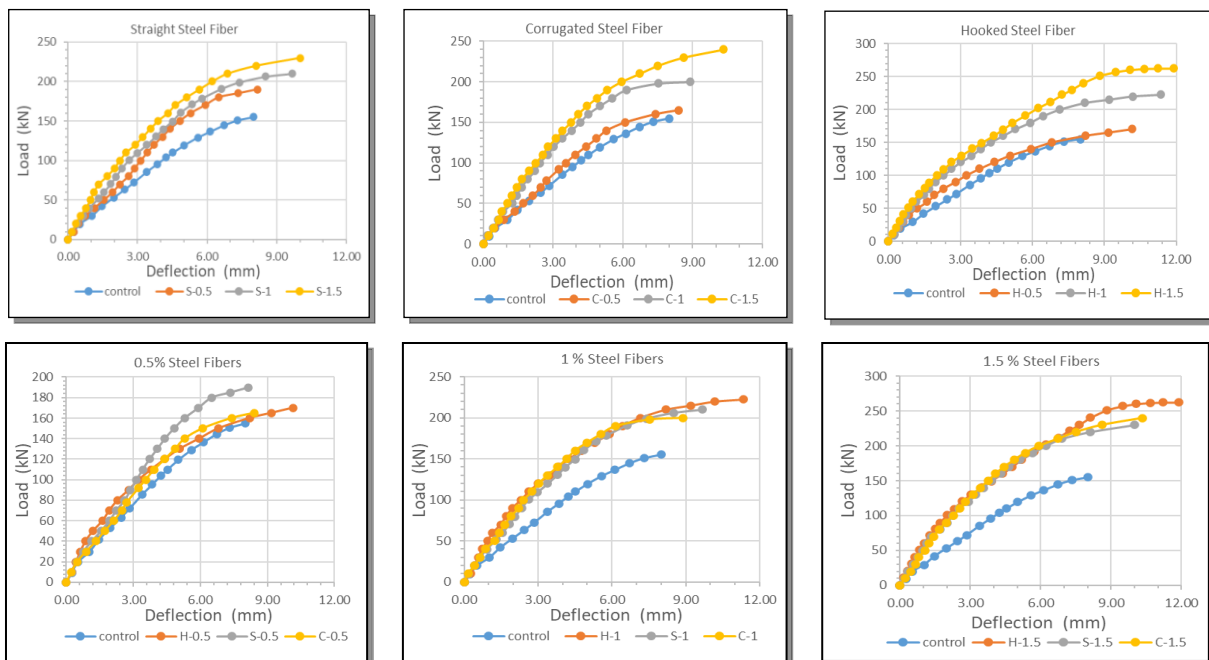 Straight Steel Fiber
250
200
150
100
50
0
Load (kN)
0.00 3.00 6.00 9.00 12.00
Deflection (mm)
control S-0.5 S-1 S-1.5
Corrugated Steel Fiber
250
200
150
100
50
0
Load (kN)
0.00 3.00 6.00 9.00 12.00
Deflection (mm)
control C-0.5 C-1 C-1.5
Hooked Steel Fiber
300
250
200
150
100
50
0
Load (kN)
0.00 3.00 6.00 9.00 12.00
Deflection (mm)
control H-0.5 H-1 H-1.5
0.5% Steel Fibers
200
180
160
140
120
100
80
60
40
20
0
Load (kN)
0.00 3.00 6.00 9.00 12.00
Deflection (mm)
control H-0.5 S-0.5 C-0.5
1 % Steel Fibers
250
200
150
100
50
0
Load (kN)
0.00 3.00 6.00 9.00 12.00
Deflection (mm)
control H-1 S-1 C-1
1.5 % Steel Fibers
300
250
200
150
100
50
0
Load (kN)
0.00 3.00 6.00 9.00 12.00
Deflection (mm)
control H-1.5 S-1.5 C-1.5